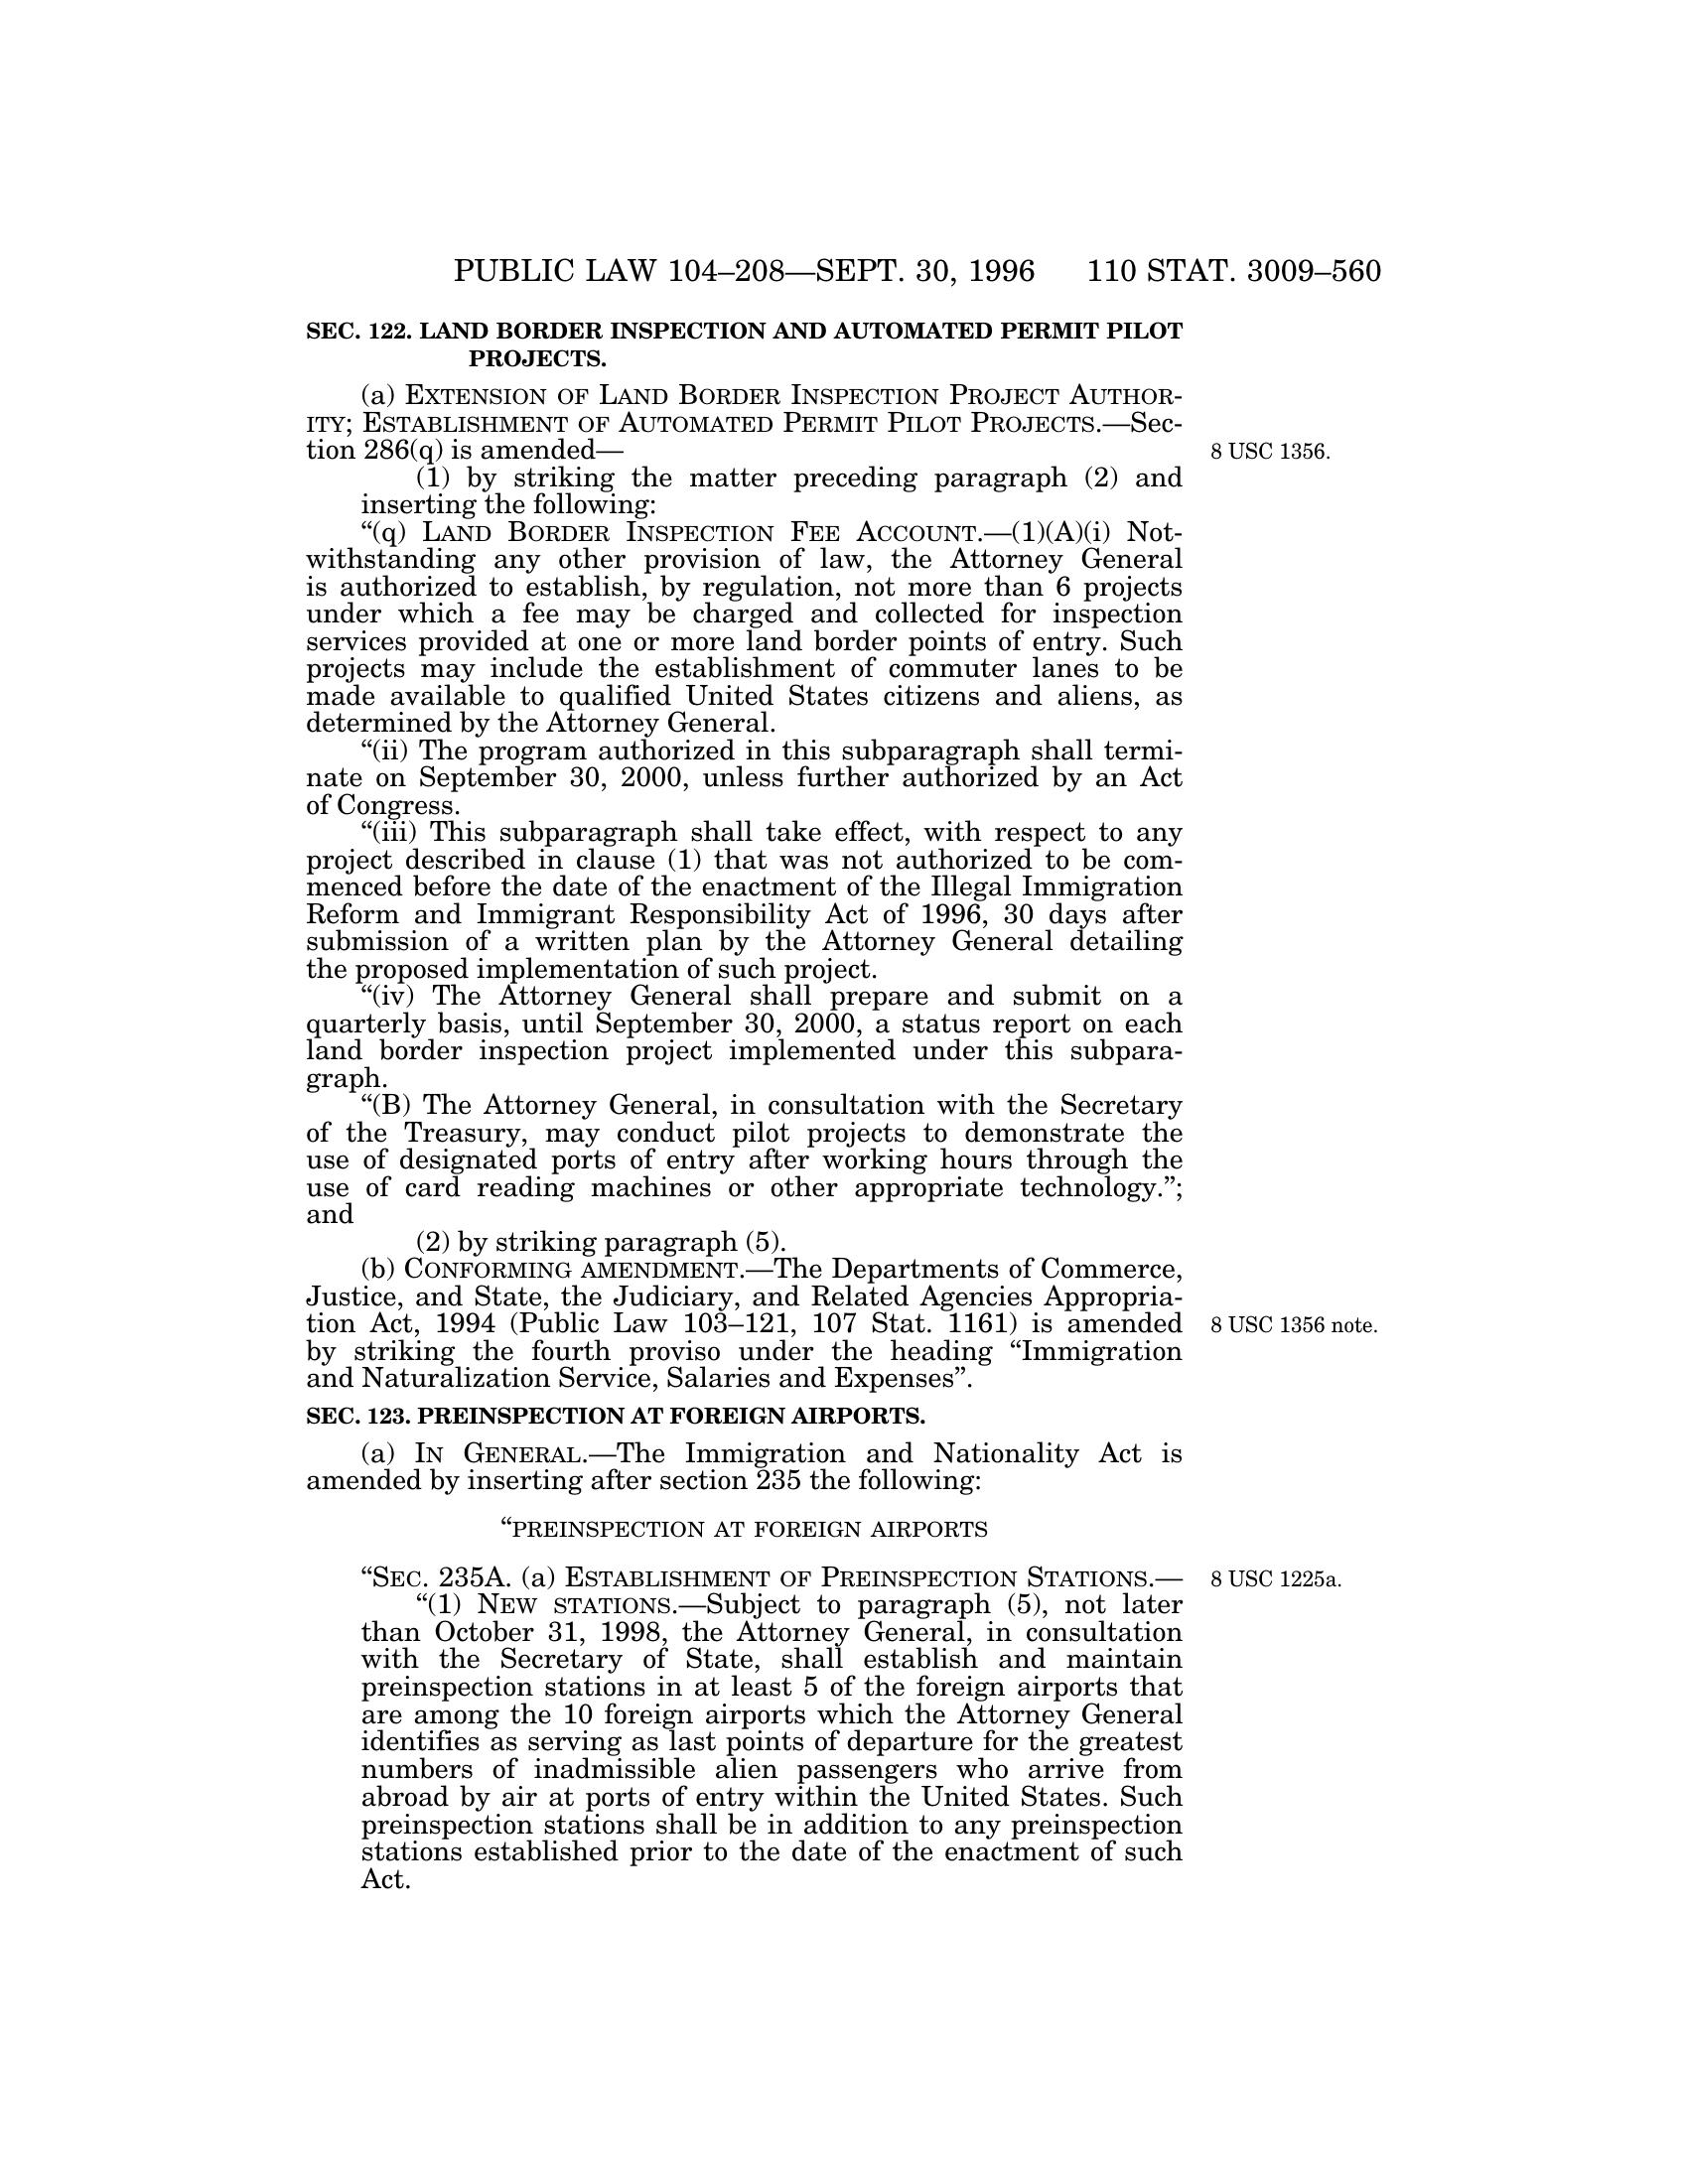 PUBLIC LAW 104–208—SEPT. 30, 1996 110 STAT. 3009–560
SEC. 122. LAND BORDER INSPECTION AND AUTOMATED PERMIT PILOT
PROJECTS.
(a) EXTENSION OF LAND BORDER INSPECTION PROJECT AUTHOR-
ITY; ESTABLISHMENT OF AUTOMATED PERMIT PILOT PROJECTS.—Sec-
tion 286(q) is amended—
8 USC 1356.
(1) by striking the matter preceding paragraph (2) and
inserting the following:
“(q) LAND BORDER INSPECTION FEE ACCOUNT.—(1)(A)(i) Not-
withstanding any other provision of law, the Attorney General
is authorized to establish, by regulation, not more than 6 projects
under which a fee may be charged and collected for inspection
services provided at one or more land border points of entry. Such
projects may include the establishment of commuter lanes to be
made available to qualified United States citizens and aliens, as
determined by the Attorney General.
“(ii) The program authorized in this subparagraph shall termi-
nate on September 30, 2000, unless further authorized by an Act
of Congress.
“(iii) This subparagraph shall take effect, with respect to any
project described in clause (1) that was not authorized to be com-
menced before the date of the enactment of the Illegal Immigration
Reform and Immigrant Responsibility Act of 1996, 30 days after
submission of a written plan by the Attorney General detailing
the proposed implementation of such project.
“(iv) The Attorney General shall prepare and submit on a
quarterly basis, until September 30, 2000, a status report on each
land border inspection project implemented under this subpara-
graph.
“(B) The Attorney General, in consultation with the Secretary
of the Treasury, may conduct pilot projects to demonstrate the
use of designated ports of entry after working hours through the
use of card reading machines or other appropriate technology.”;
and
(2) by striking paragraph (5).
(b) CONFORMING AMENDMENT.—The Departments of Commerce,
Justice, and State, the Judiciary, and Related Agencies Appropria-
tion Act, 1994 (Public Law 103–121, 107 Stat. 1161) is amended
8 USC 1356 note.
by striking the fourth proviso under the heading “Immigration
and Naturalization Service, Salaries and Expenses”.
SEC. 123. PREINSPECTION AT FOREIGN AIRPORTS.
(a) IN GENERAL.—The Immigration and Nationality Act is
amended by inserting after section 235 the following:
“PREINSPECTION AT FOREIGN AIRPORTS
“SEC. 235A. (a) ESTABLISHMENT OF PREINSPECTION STATIONS.—
8 USC 1225a.
“(1) NEW STATIONS.—Subject to paragraph (5), not later
than October 31, 1998, the Attorney General, in consultation
with the Secretary of State, shall establish and maintain
preinspection stations in at least 5 of the foreign airports that
are among the 10 foreign airports which the Attorney General
identifies as serving as last points of departure for the greatest
numbers of inadmissible alien passengers who arrive from
abroad by air at ports of entry within the United States. Such
preinspection stations shall be in addition to any preinspection
stations established prior to the date of the enactment of such
Act.